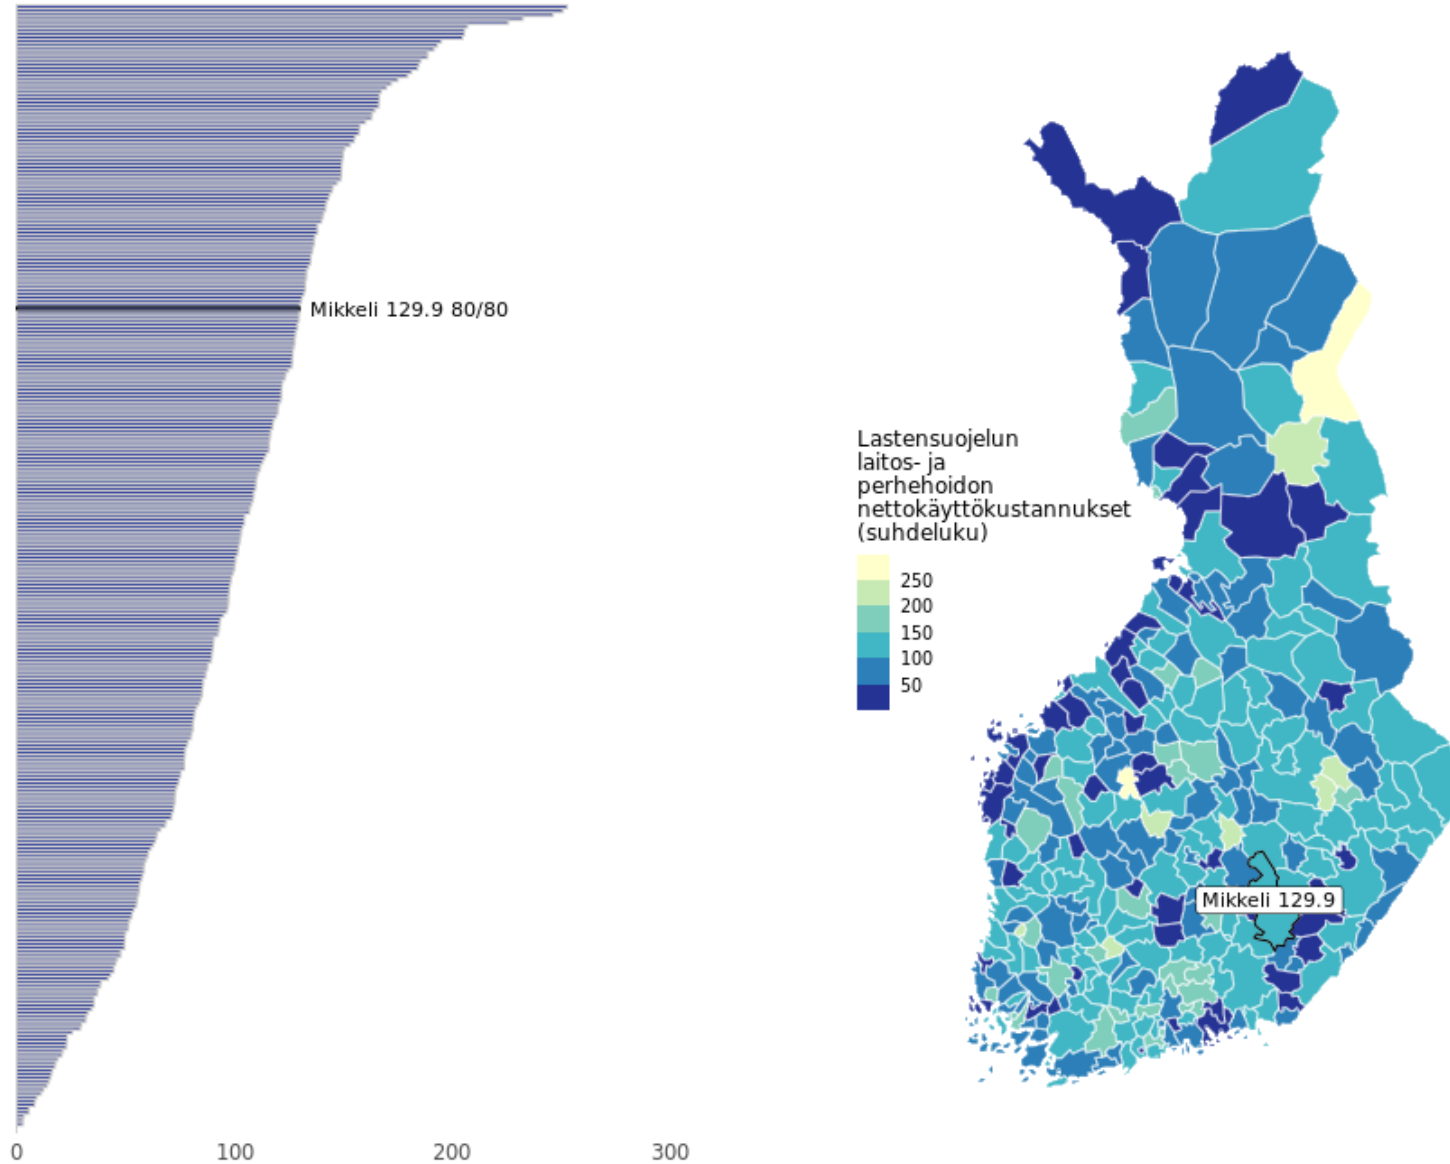 Mikkeli 129.9 80/80
0
100
200
300
Lastensuojelun
laitos- ja
perhehoidon
nettokäyttökustannukset
(suhdeluku)
250
200
150
100
50
Mikkeli 129.9